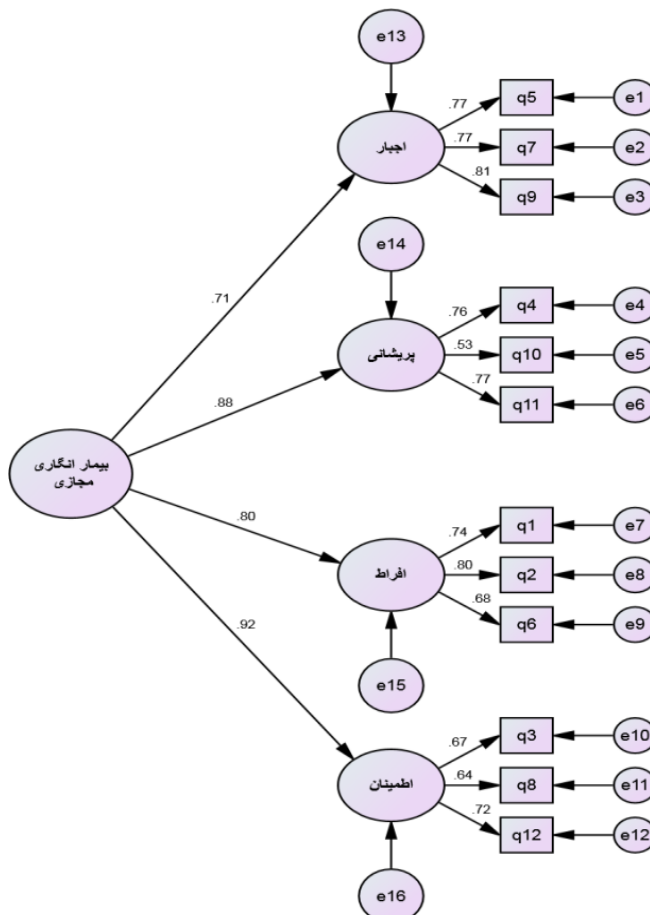 e13
.77
q5
e1
اجبار
.77
q7
e2
.81
q9
e3
e14
.71
.76
q4
e4
پریشانی
.53
q10
e5
.77
q11
e6
.88
بیمار انگاری
مجازی
.80
.74
q1
e7
افراط
.80
q2
e8
.68
q6
e9
.92
e15
.67
q3
e10
اطمینان
.64
q8
e11
.72
q12
e12
e16